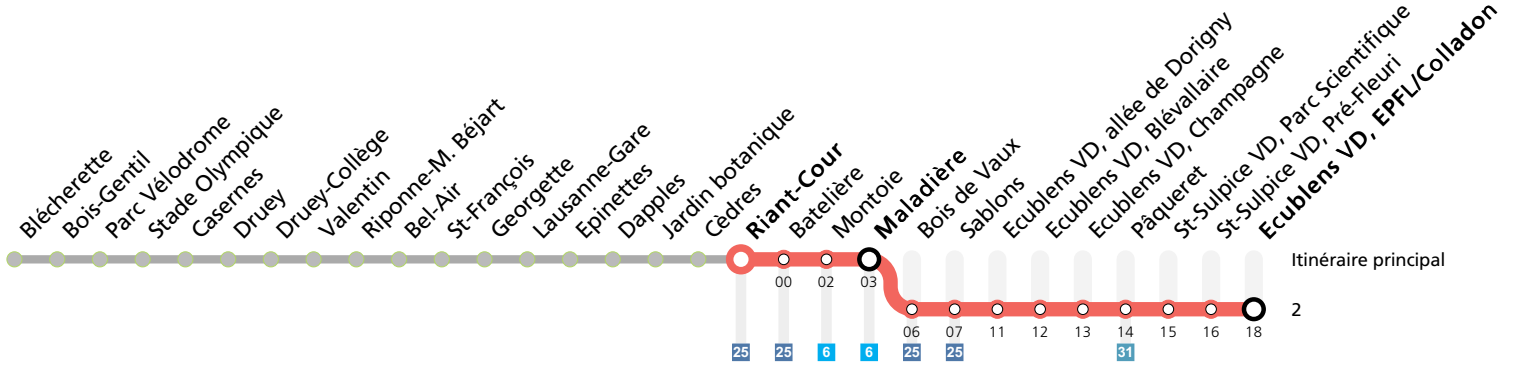 Blécherette
Bois-Gentil
Parc Vélodrome
Stade Olympique
Casernes
Druey
Druey-Collège
Valentin
Riponne-M. Béjart
Bel-Air
St-François
Georgette
Lausanne-Gare
Epinettes
Dapples
Jardin botanique
Cèdres
Riant-Cour
Batelière
Montoie
Maladière
Bois de Vaux
Sablons
Ecublens VD, allée de Dorigny
Ecublens VD, Blévallaire
Ecublens VD, Champagne
Pâqueret
St-Sulpice VD, Parc Scientifique
St-Sulpice VD, Pré-Fleuri
Ecublens VD, EPFL/Colladon
Itinéraire principal
00 02 03
2
06 07 11 12 13 14 15 16 18
25 25 6 6 25 25 31